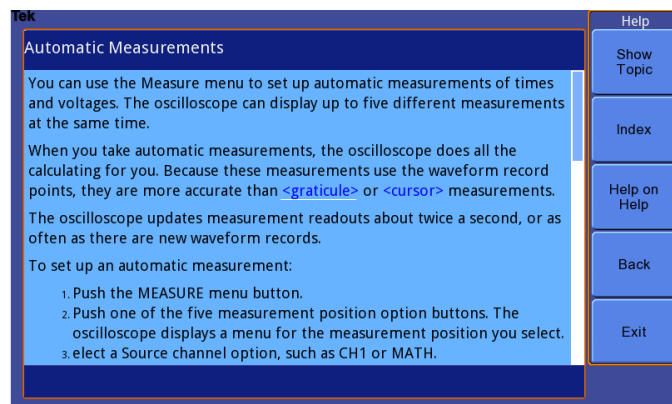 Tek
Automatic Measurements
You can use the Measure menu to set up automatic measurements of times
and voltages. The oscilloscope can display up to five different measurements
at the same time.
When you take automatic measurements, the oscilloscope does all the
calculating for you. Because these measurements use the waveform record
points, they are more accurate than <graticule> or <cursor> measurements.
The oscilloscope updates measurement readouts about twice a second, or as
often as there are new waveform records.
To set up an automatic measurement:
1. Push the MEASURE menu button.
2. Push one of the five measurement position option buttons. The
oscilloscope displays a menu for the measurement position you select.
3. elect a Source channel option, such as CH1 or MATH.
Help
Show
Topic
Index
Help on
Help
Back
Exit